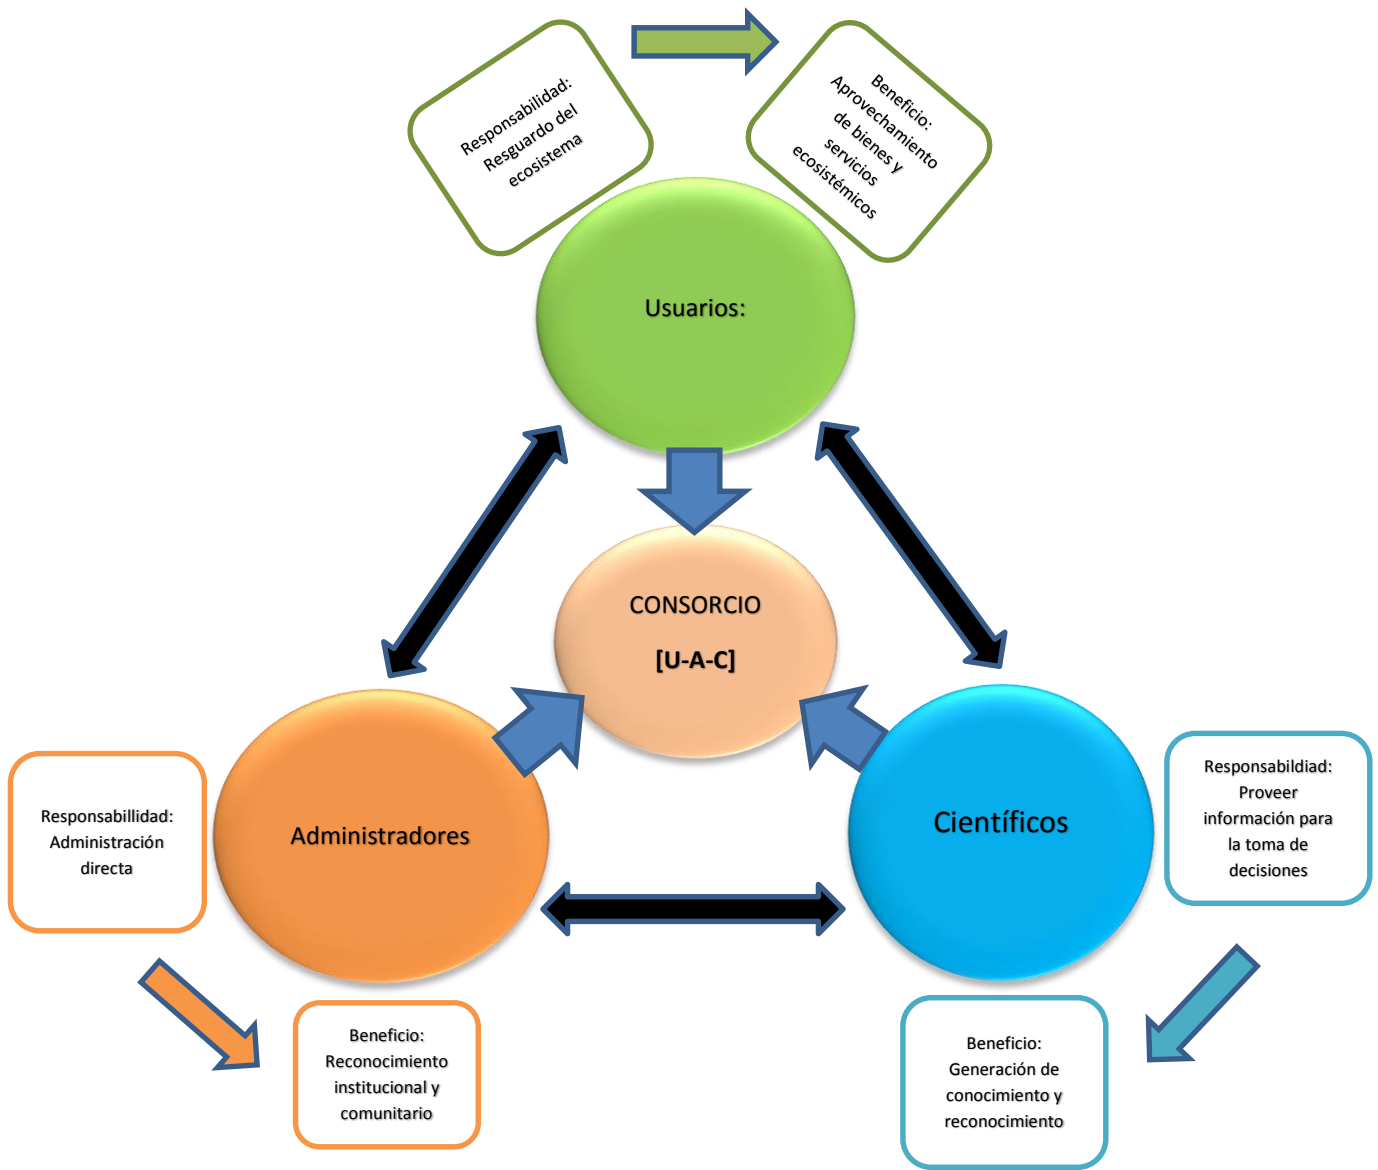 Responsabilidad:
Resguardo del
ecosistema
Beneficio:
Aprovechamiento
de bienes y
servicios
ecosistémicos
Usuarios:
CONSORCIO
[U-A-C]
Administradores
Científicos
Responsabillidad:
Administración
directa
Responsabildiad:
Proveer
información para
la toma de
decisiones
Beneficio:
Reconocimiento
institucional y
comunitario
Beneficio:
Generación de
conocimiento y
reconocimiento